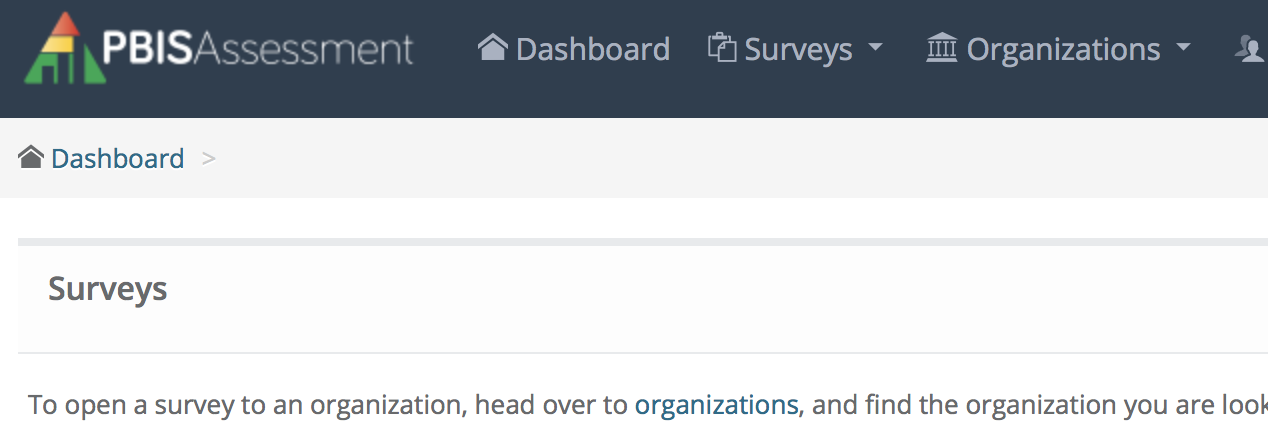 PBISAssessment Dashboard Surveys Organizations
Dashboard >
Surveys
To open a survey to an organization, head over to organizations, and find the organization you are look